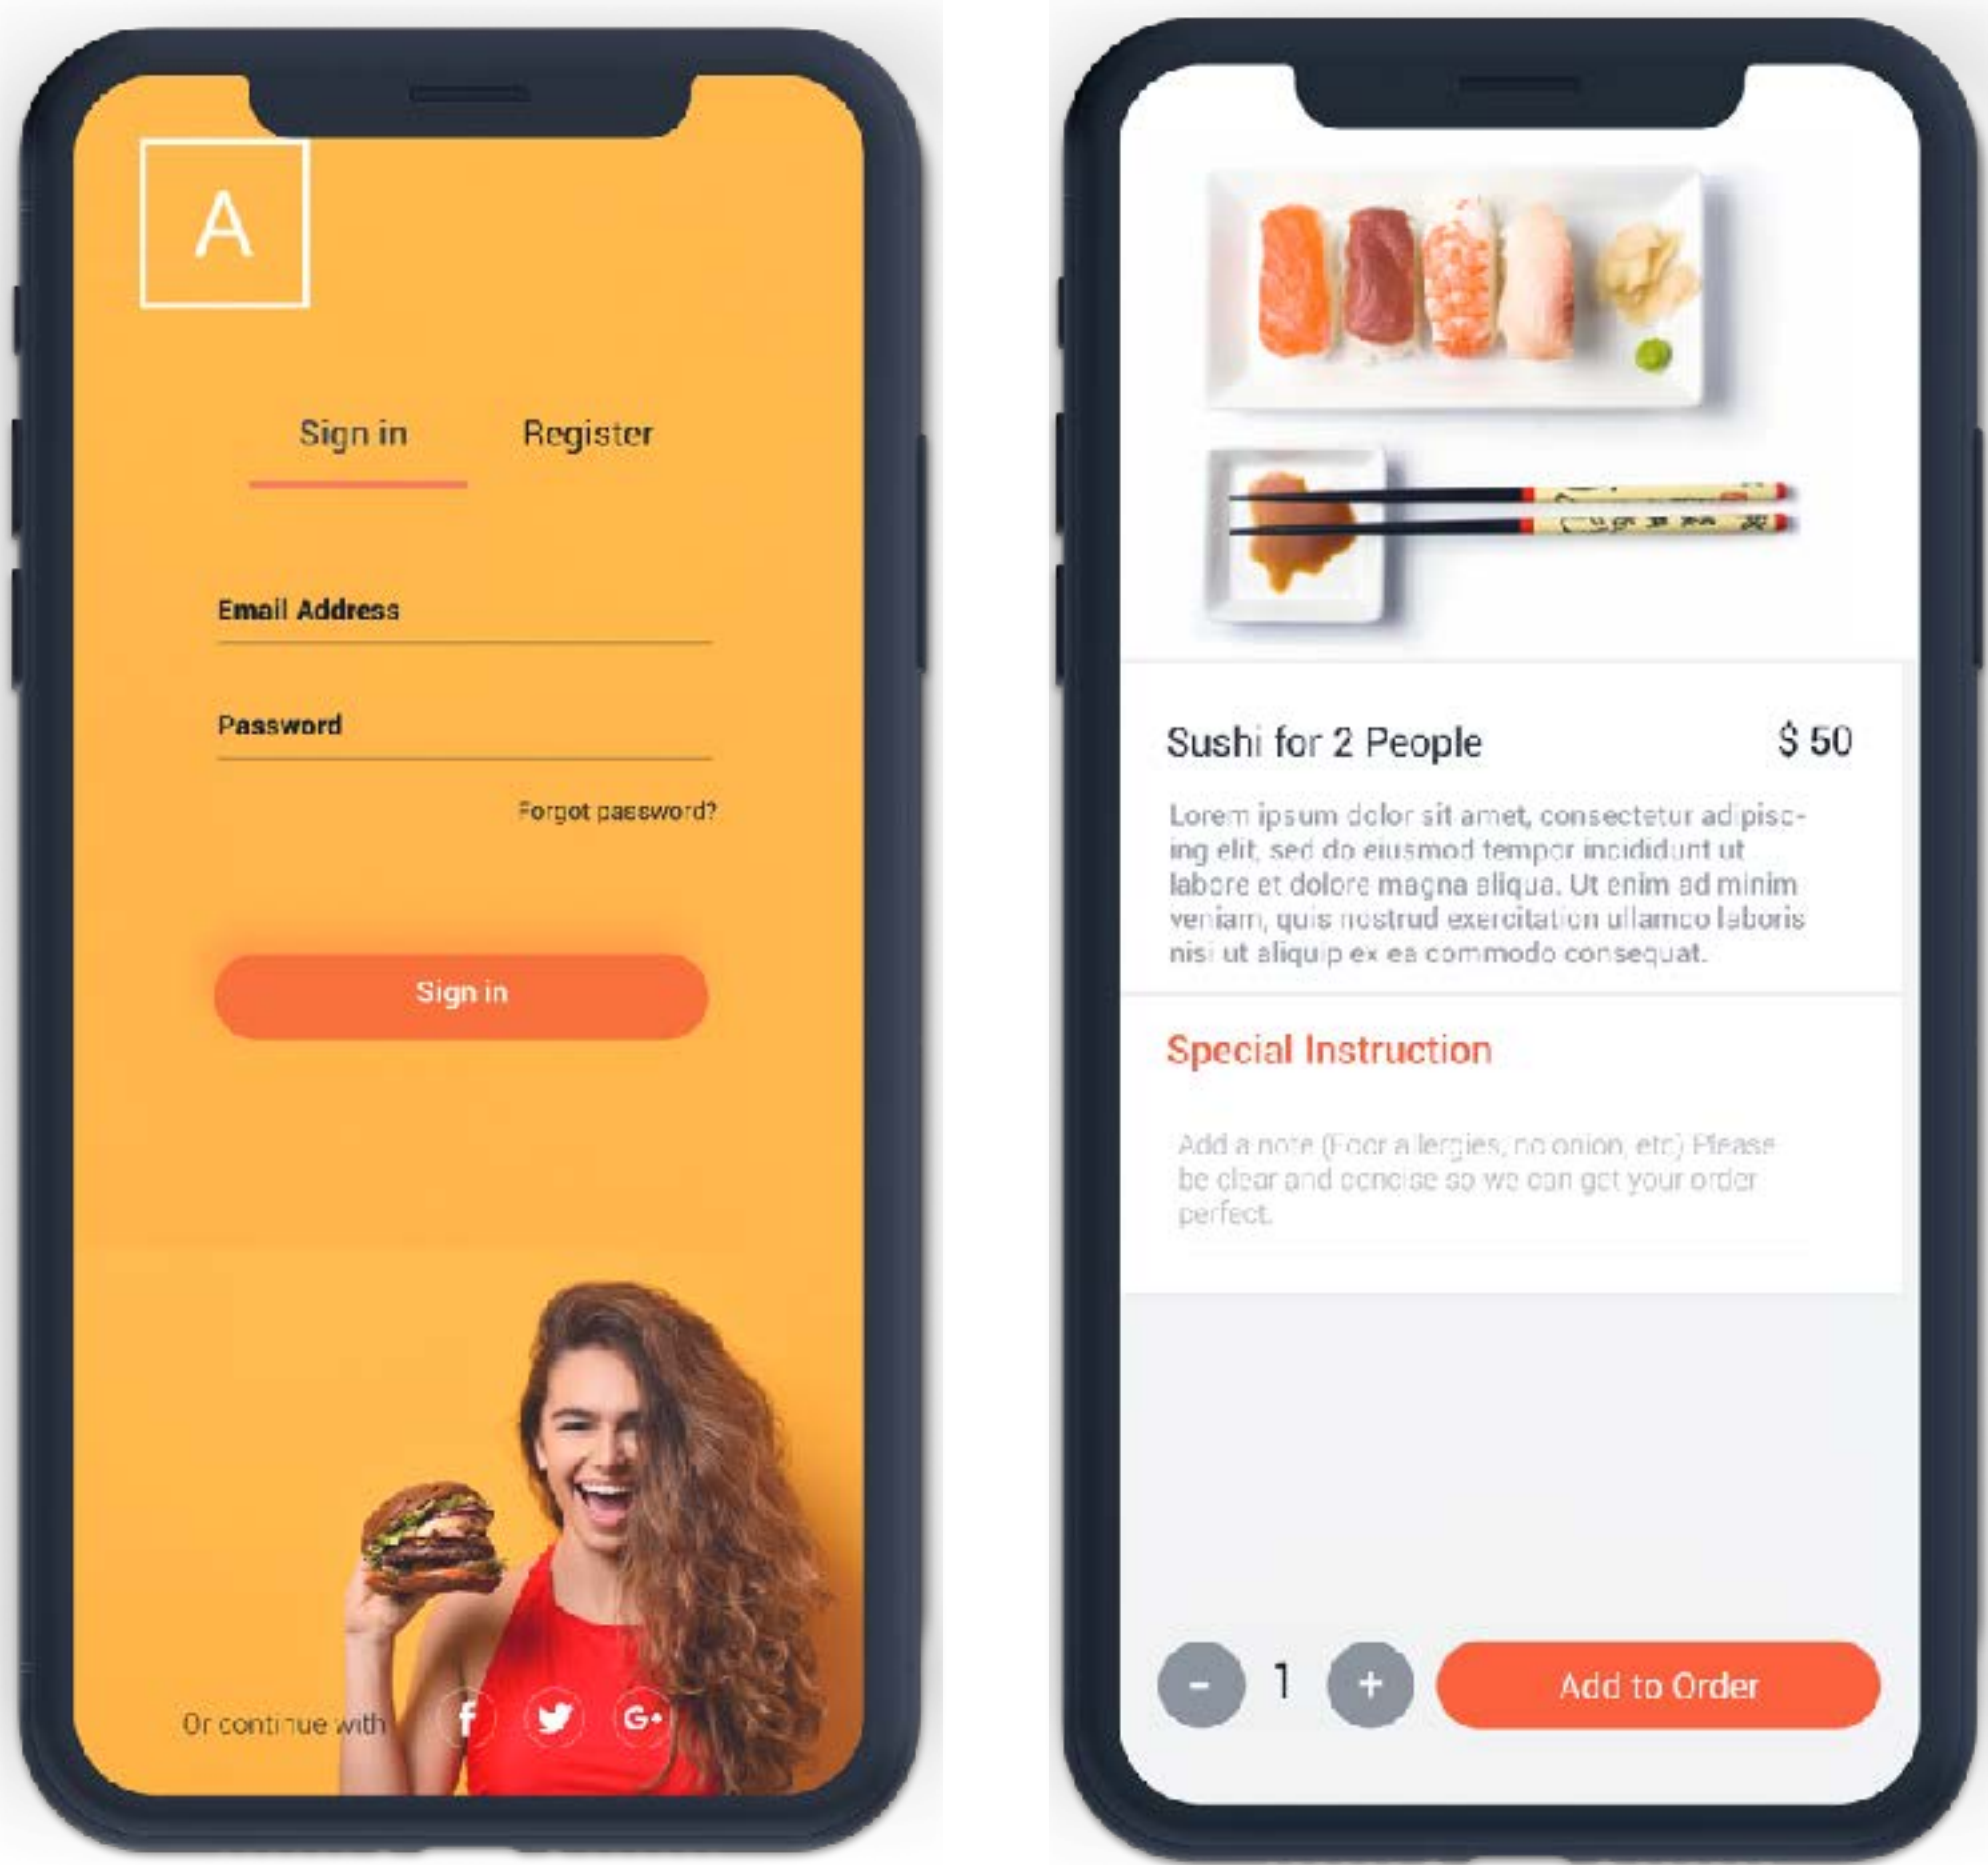 A
Sign in Register
Email Address
Password
Forgot password?
Sign in
Or continue with
f G+
Sushi for 2 People $ 50
Lorem ipsum dolor sit amet, consectetur adipisc-
ing elit, sed do eiusmod tempor incididunt ut
labore et dolore magna aliqua. Ut enim ad minim
veniam, quis nostrud exercitation ullamco laboris
nisi ut aliquip ex ea commodo consequat.
Special Instruction
Add a note (Foor allergies, no onion, etc) Please
be clear and concise so we can get your order
perfect.
- 1 + Add to Order